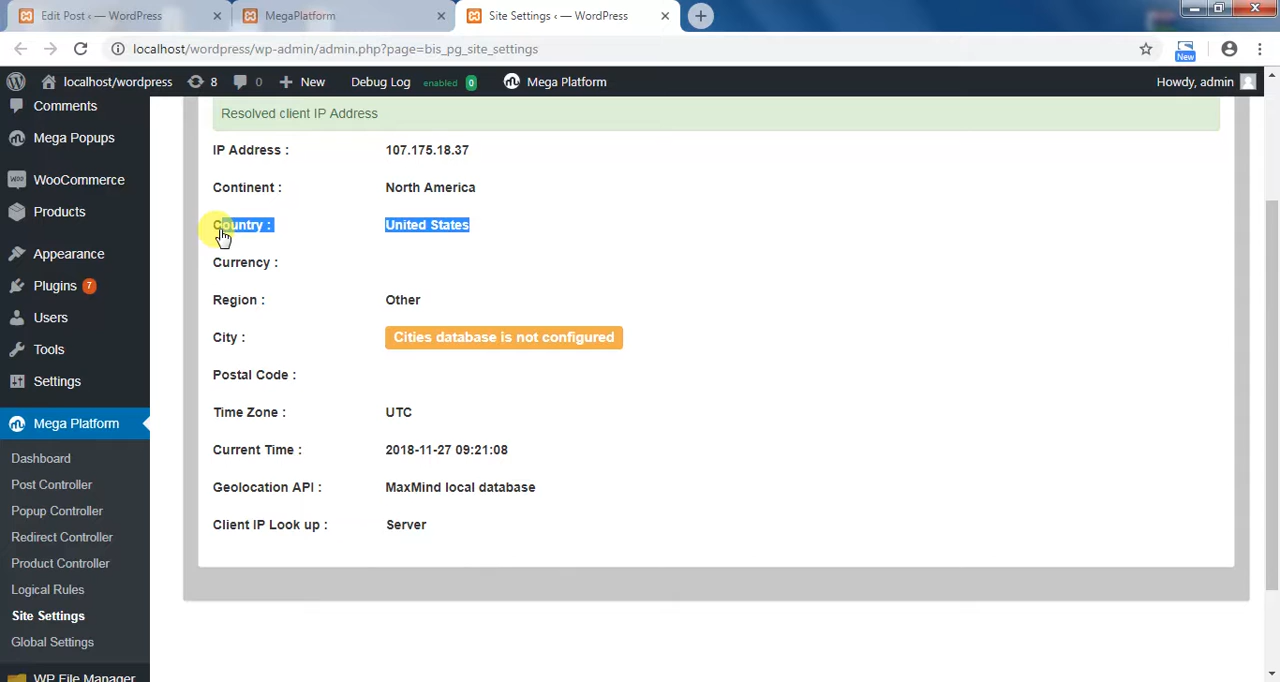 Edit Post ‹ — WordPress
MegaPlatform
Site Settings ‹ — WordPress
localhost/wordpress/wp-admin/admin.php?page=bis_pg_site_settings
New
localhost/wordpress 8 0 New Debug Log enabled 0 Mega Platform Howdy, admin
Comments
Mega Popups
WooCommerce
Products
Appearance
Plugins 7
Users
Tools
Settings
Mega Platform
Dashboard
Post Controller
Popup Controller
Redirect Controller
Product Controller
Logical Rules
Site Settings
Global Settings
WP File Manager
Resolved client IP Address
IP Address : 107.175.18.37
Continent : North America
Country : United States
Currency :
Region : Other
City : Cities database is not configured
Postal Code :
Time Zone : UTC
Current Time : 2018-11-27 09:21:08
Geolocation API : MaxMind local database
Client IP Look up : Server